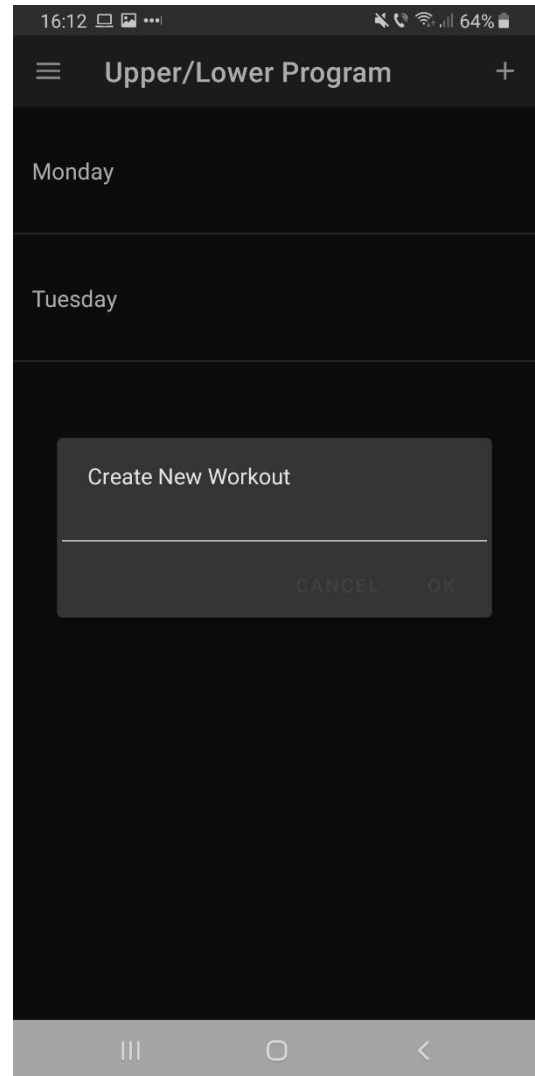 16:12 64%
Upper/Lower Program +
Monday
Tuesday
Create New Workout
CANCEL OK